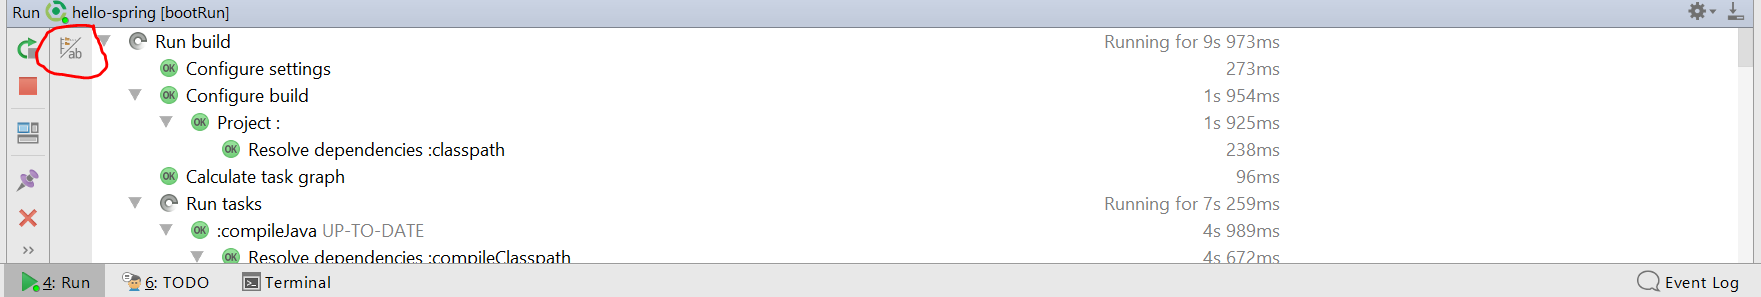 Run hello-spring [bootRun]
ab
Run build Running for 9s 973ms
OK Configure settings 273ms
OK Configure build 1s 954ms
OK Project : 1s 925ms
OK Resolve dependencies :classpath 238ms
OK Calculate task graph 96ms
Run tasks Running for 7s 259ms
OK :compileJava UP-TO-DATE 4s 989ms
OK Resolve dependencies :compileClasspath 4s 672ms
4: Run 6: TODO Terminal Event Log